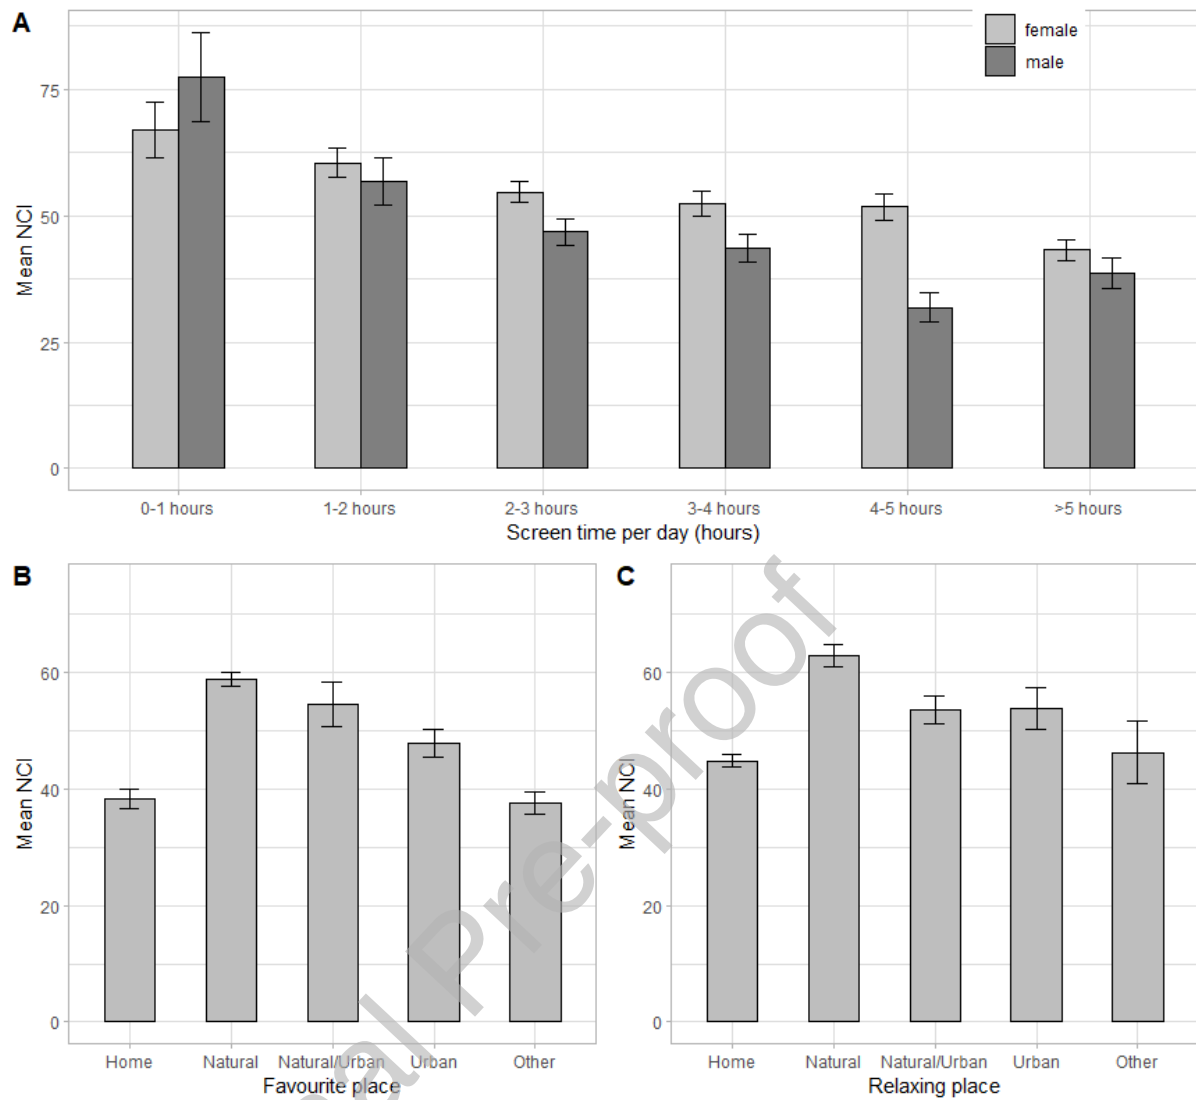 A
female
male
75
50
25
0
Mean NCI
0-1 hours 1-2 hours 2-3 hours 3-4 hours 4-5 hours >5 hours
Screen time per day (hours)
B
60
40
20
0
Mean NCI
Home Natural Natural/Urban Urban Other
Favourite place
C
60
40
20
0
Mean NCI
Home Natural Natural/Urban Urban Other
Relaxing place
al Pre-proof